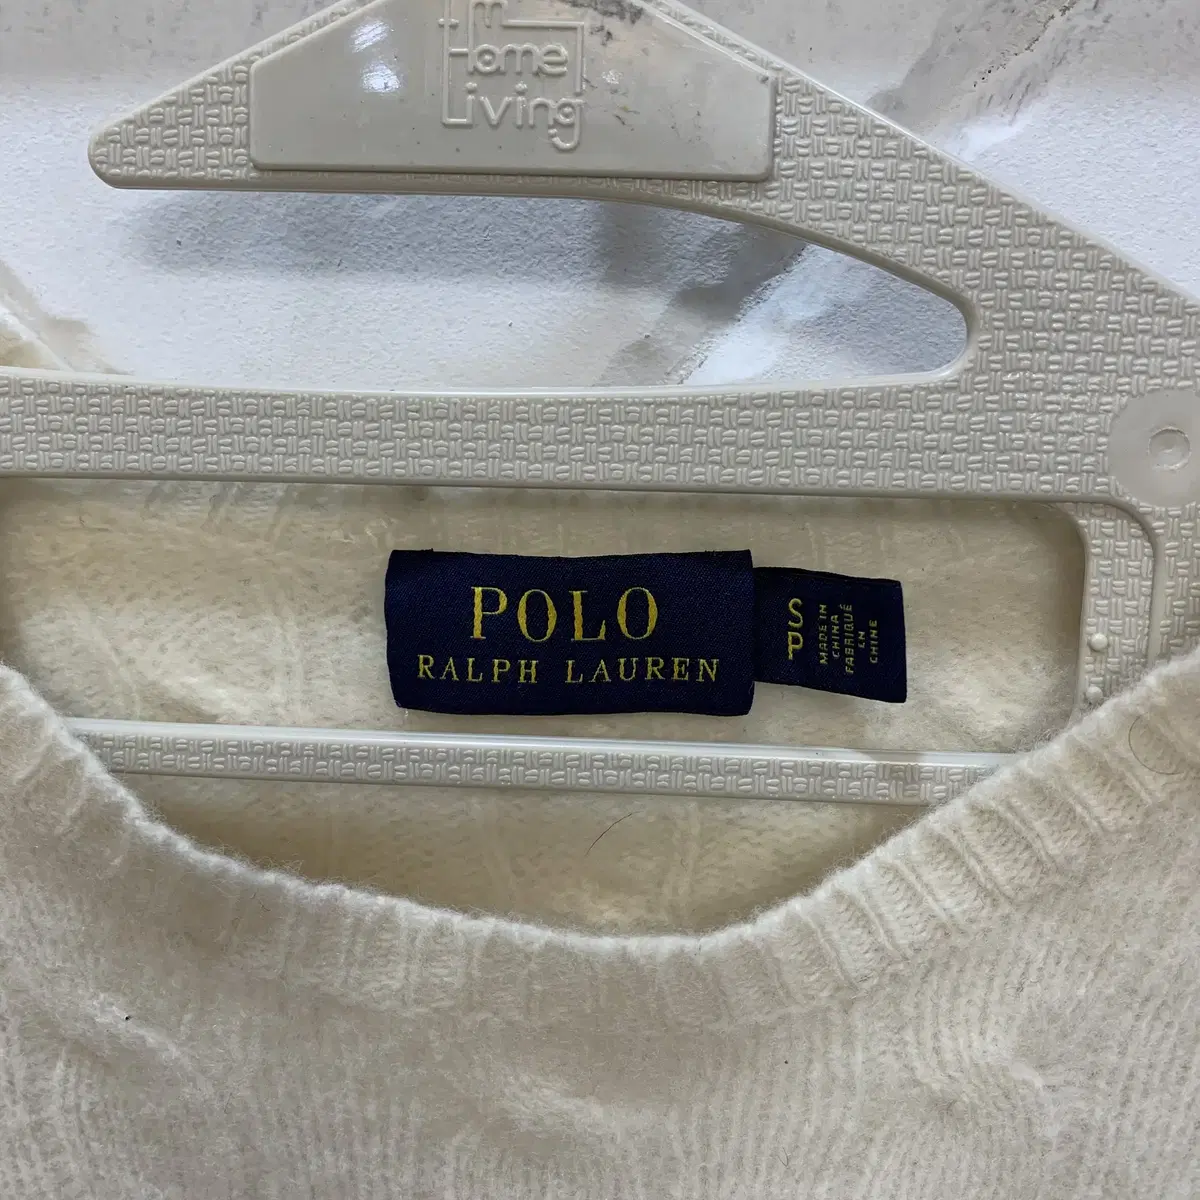 Home
Living
POLO
RALPH LAUREN
S
P
MADE IN
CHINA
FABRIQUÉ
EN
CHINE